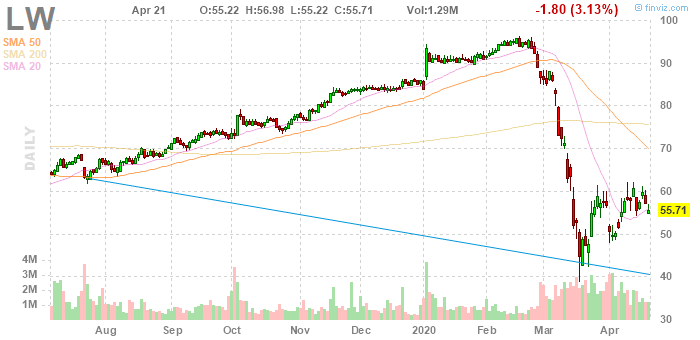 LW Apr 21 O:55.22 H:56.98 L:55.22 C:55.71 Vol:1.29M -1.80 (3.13%)
© finviz.com
SMA 50
SMA 200
SMA 20
DAILY
90
80
70
60
55.71
50
40
30
4M
3M
2M
1M
Aug Sep Oct Nov Dec 2020 Feb Mar Apr